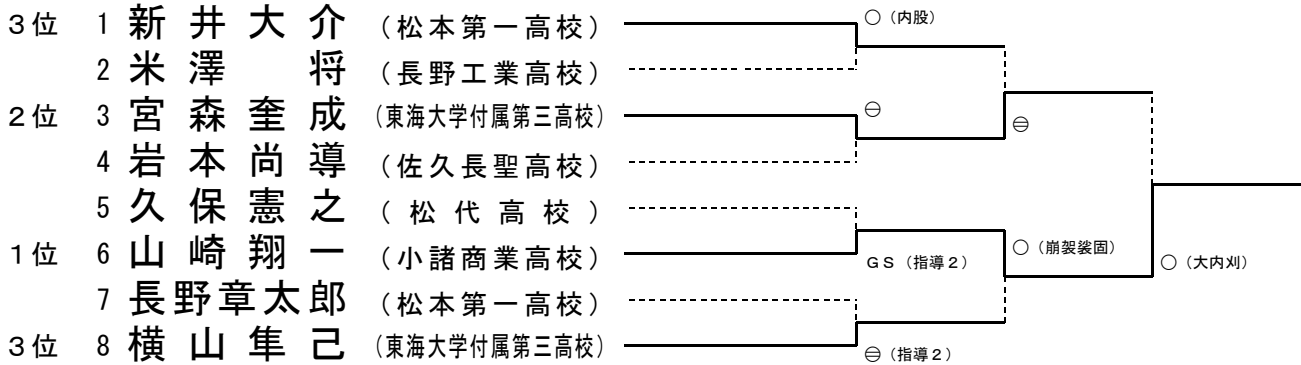 3位 1 新井大介 (松本第一高校) ○(内股)
2 米澤 将 (長野工業高校)
2位 3 宮森奎成 (東海大学付属第三高校) ⊖ ⊖
4 岩本尚導 (佐久長聖高校)
5 久保憲之 (松代高校)
1位 6 山崎翔一 (小諸商業高校) GS(指導2) ○(崩袈裟固) ○(大内刈)
7 長野章太郎 (松本第一高校)
3位 8 横山隼己 (東海大学付属第三高校) ⊖(指導2)